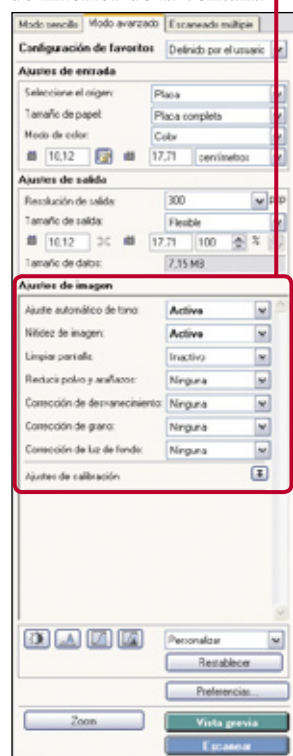 Modo sencillo Modo avanzado Escaneado múltiple
Configuración de favoritos Definido por el usuario
Ajustes de entrada
Seleccione el origen: Placa
Tamaño de papel: Placa completa
Modo de color: Color
10,12 17,71 centímetros
Ajustes de salida
Resolución de salida: 300 ppp
Tamaño de salida: Flexible
10,12 17,71 100 %
Tamaño de datos: 7,15 MB
Ajustes de imagen
Ajuste automático de tono: Activo
Nitidez de imagen: Activo
Limpiar pantalla: Inactivo
Reducir polvo y arañazos: Ninguna
Corrección de desvanecimiento: Ninguna
Corrección de grano: Ninguna
Corrección de luz de fondo: Ninguna
Ajustes de calibración
Personalizar
Restablecer
Preferencias...
Zoom Vista previa
Escanear